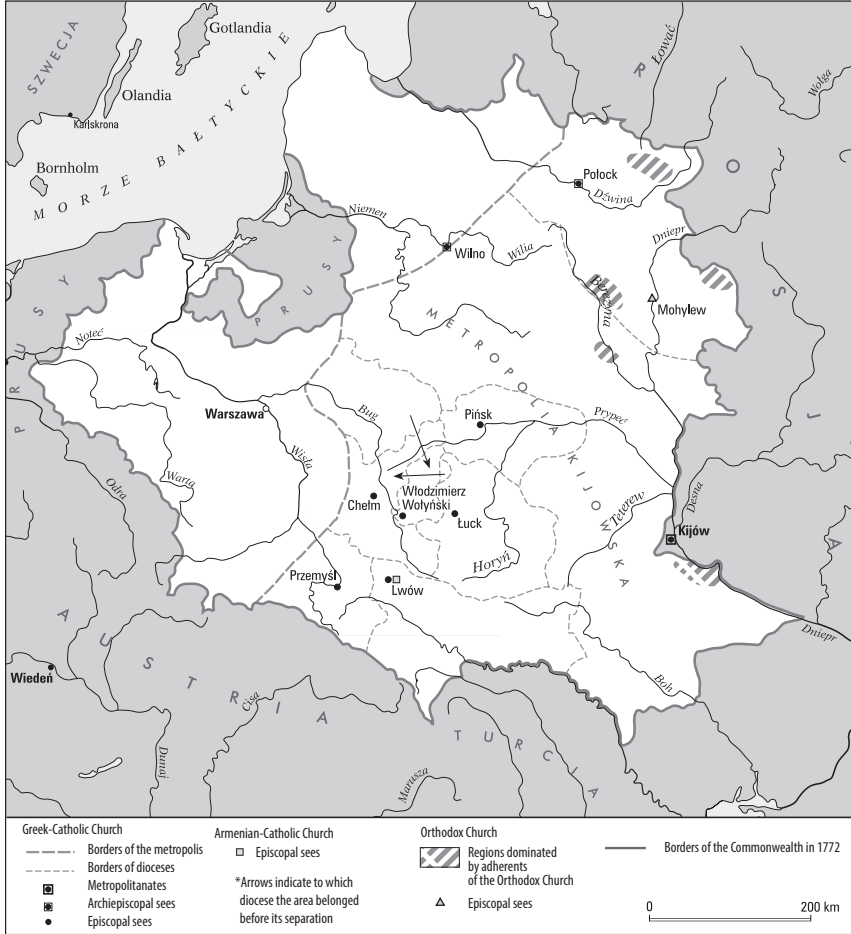 SZWECJA
Gotlandia
Olandia
Karlskrona
Bornholm
MORZE BAŁTYCKIE
R O S J A
Łować
Wołga
Połock
Dźwina
Niemen
Wilno
Wilia
Dniepr
Berezyna
Mohylew
PRUSY
PRUSY
Noteć
METROPOLIA KIJOWSKA
Warszawa
Bug
Pińsk
Prypeć
Wisła
Warta
Odra
Włodzimierz
Wołyński
Chełm
Łuck
Teterew
Desna
Kijów
Horyń
Przemyśl
Lwów
Dniepr
Boh
AUSTRIA
Wiedeń
Cisa
TURCJA
Dunaj
Marusza
Greek-Catholic Church
Borders of the metropolis
Borders of dioceses
Metropolitanates
Archiepiscopal sees
Episcopal sees
Armenian-Catholic Church
Episcopal sees
*Arrows indicate to which
diocese the area belonged
before its separation
Orthodox Church
Regions dominated
by adherents
of the Orthodox Church
Episcopal sees
Borders of the Commonwealth in 1772
0 200 km